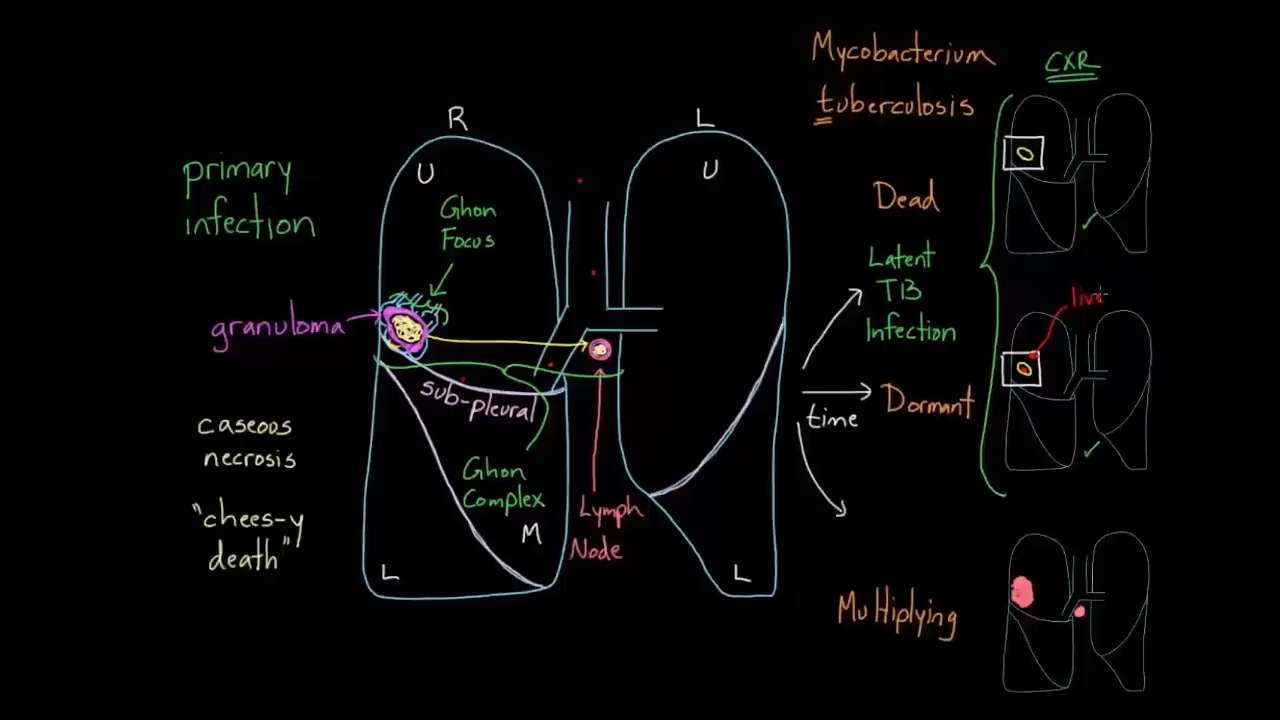 Mycobacterium
tuberculosis
CXR
R
L
U
U
primary
infection
Ghon
Focus
granuloma
sub-pleural
caseous
necrosis
"chees-y
death"
Ghon
Complex
M
L
Lymph
Node
L
Dead
Latent
TB
Infection
time
Dormant
Multiplying